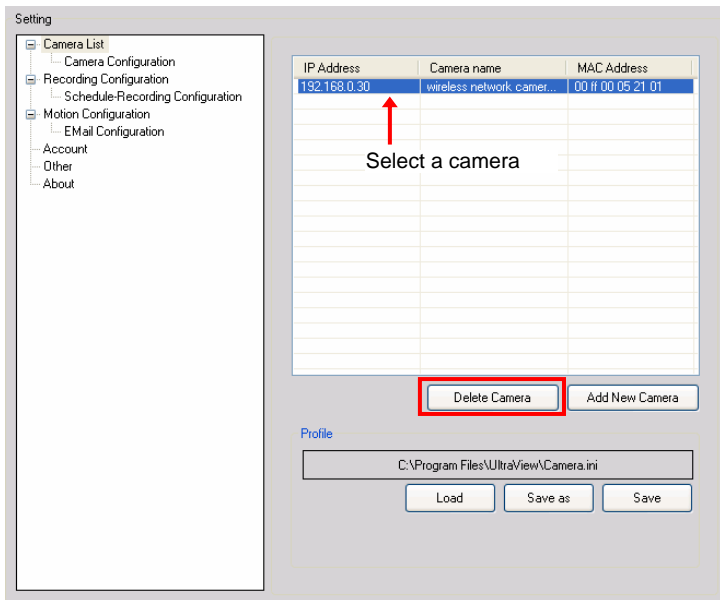 Setting
Camera List
Camera Configuration
Recording Configuration
Schedule-Recording Configuration
Motion Configuration
EMail Configuration
Account
Other
About
IP Address Camera name MAC Address
192.168.0.30 wireless network camer... 00 ff 00 05 21 01
Select a camera
Delete Camera Add New Camera
Profile
C:\Program Files\UltraView\Camera.ini
Load Save as Save